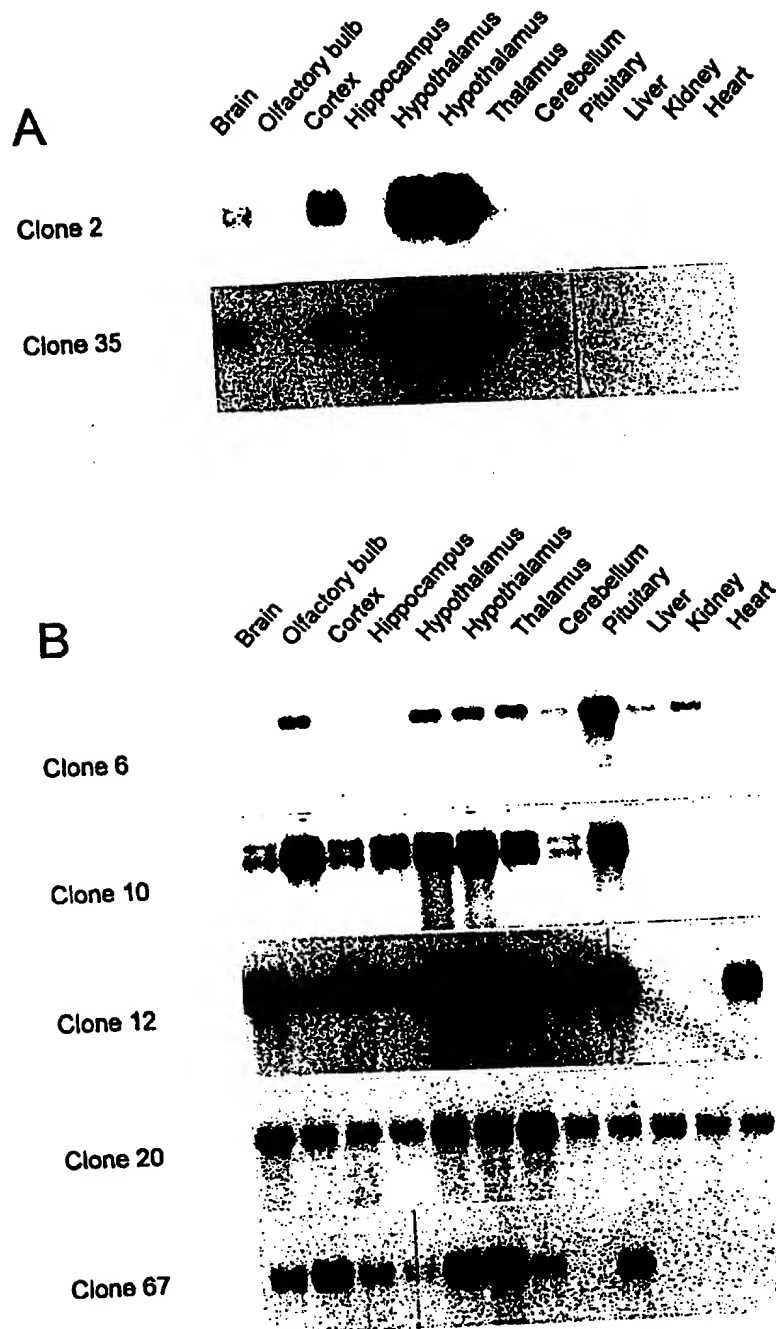 A
Brain
Olfactory bulb
Cortex
Hippocampus
Hypothalamus
Hypothalamus
Thalamus
Cerebellum
Pituitary
Liver
Kidney
Heart
Clone 2
Clone 35
B
Brain
Olfactory bulb
Cortex
Hippocampus
Hypothalamus
Hypothalamus
Thalamus
Cerebellum
Pituitary
Liver
Kidney
Heart
Clone 6
Clone 10
Clone 12
Clone 20
Clone 67